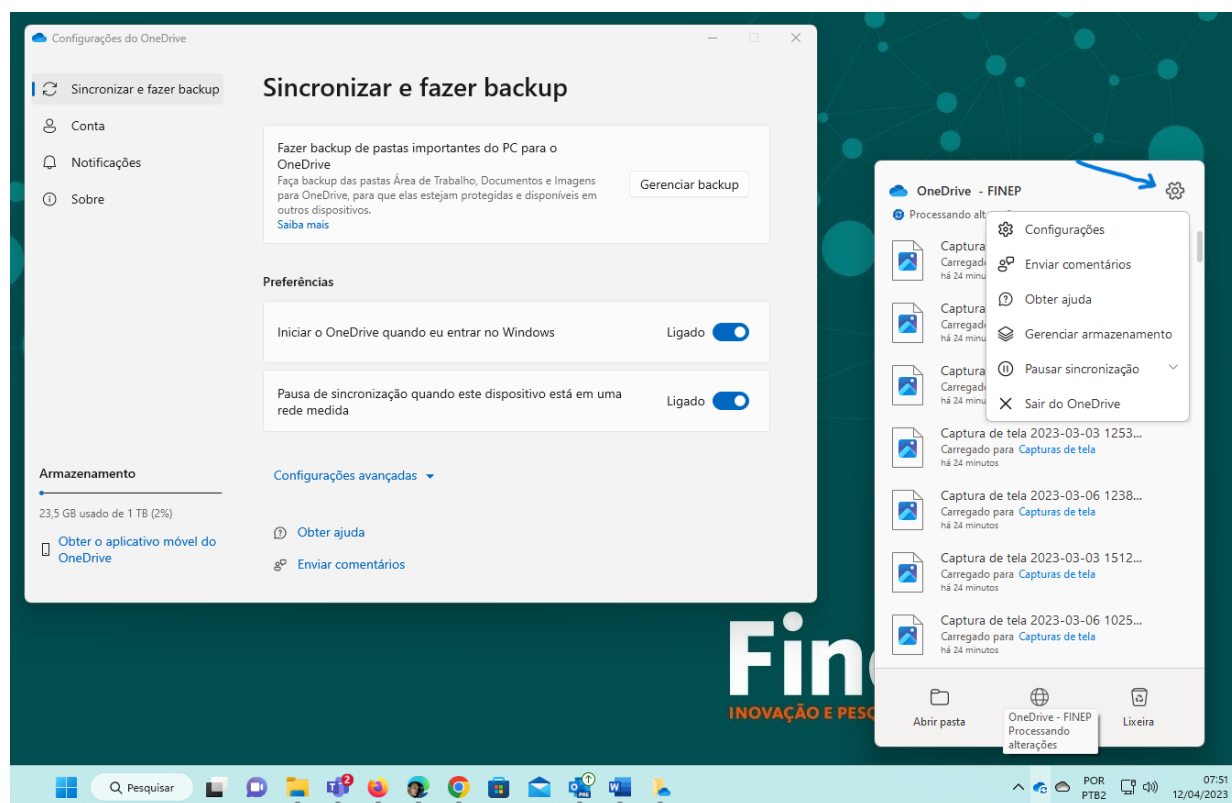 Configurações do OneDrive
Sincronizar e fazer backup
Conta
Notificações
Sobre
Armazenamento
23,5 GB usado de 1 TB (2%)
Obter o aplicativo móvel do
OneDrive
Sincronizar e fazer backup
Fazer backup de pastas importantes do PC para o
OneDrive
Faça backup das pastas Área de Trabalho, Documentos e Imagens
para OneDrive, para que elas estejam protegidas e disponíveis em
outros dispositivos.
Saiba mais
Gerenciar backup
Preferências
Iniciar o OneDrive quando eu entrar no Windows
Ligado
Pausa de sincronização quando este dispositivo está em uma
rede medida
Ligado
Configurações avançadas
Obter ajuda
Enviar comentários
OneDrive - FINEP
Processando alt
Configurações
Enviar comentários
Obter ajuda
Gerenciar armazenamento
Pausar sincronização
Sair do OneDrive
Captura
Carregado
há 24 minu
Captura
Carregad
há 24 minu
Captura
Carregad
há 24 minu
Captura de tela 2023-03-03 1253...
Carregado para Capturas de tela
há 24 minutos
Captura de tela 2023-03-06 1238...
Carregado para Capturas de tela
há 24 minutos
Captura de tela 2023-03-03 1512...
Carregado para Capturas de tela
há 24 minutos
Captura de tela 2023-03-06 1025...
Carregado para Capturas de tela
há 24 minutos
Abrir pasta
OneDrive - FINEP
Processando
alterações
Lixeira
Fin
INOVAÇÃO E PESQ
Pesquisar
2
POR
PTB2
07:51
12/04/2023